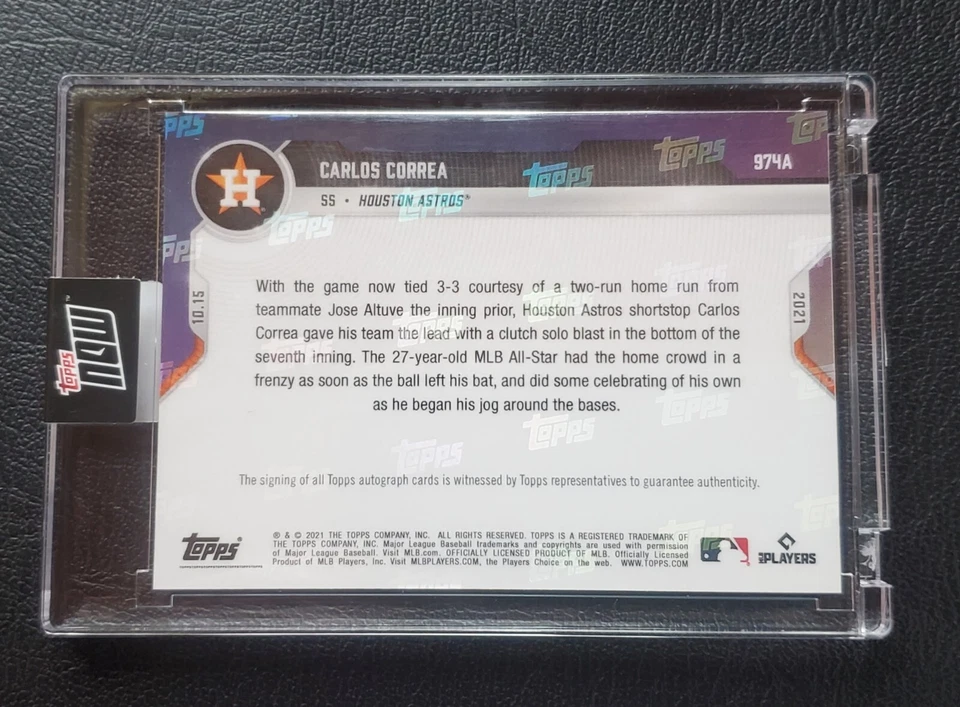 CARLOS CORREA
974A
SS • HOUSTON ASTROS®
H
10.15
2021
With the game now tied 3-3 courtesy of a two-run home run from
teammate Jose Altuve the inning prior, Houston Astros shortstop Carlos
Correa gave his team the lead with a clutch solo blast in the bottom of the
seventh inning. The 27-year-old MLB All-Star had the home crowd in a
frenzy as soon as the ball left his bat, and did some celebrating of his own
as he began his jog around the bases.
The signing of all Topps autograph cards is witnessed by Topps representatives to guarantee authenticity.
Topps
® & © 2021 THE TOPPS COMPANY, INC. ALL RIGHTS RESERVED. TOPPS IS A REGISTERED TRADEMARK OF
THE TOPPS COMPANY, INC. Major League Baseball trademarks and copyrights are used with permission
of Major League Baseball. Visit MLB.com. OFFICIALLY LICENSED PRODUCT OF MLB. Officially Licensed
Product of MLB Players, Inc. Visit MLBPLAYERS.COM, the Players Choice on the web. WWW.TOPPS.COM
MLB PLAYERS
Topps NOW™